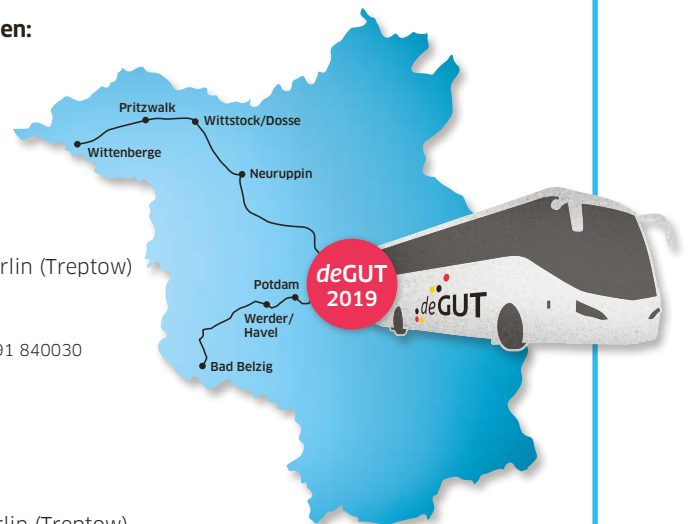 en:
Pritzwalk
Wittstock/Dosse
Wittenberge
Neuruppin
rlin (Treptow)
deGUT
2019
Potdam
Werder/
Havel
deGUT
91 840030
Bad Belzig
rlin (Treptow)